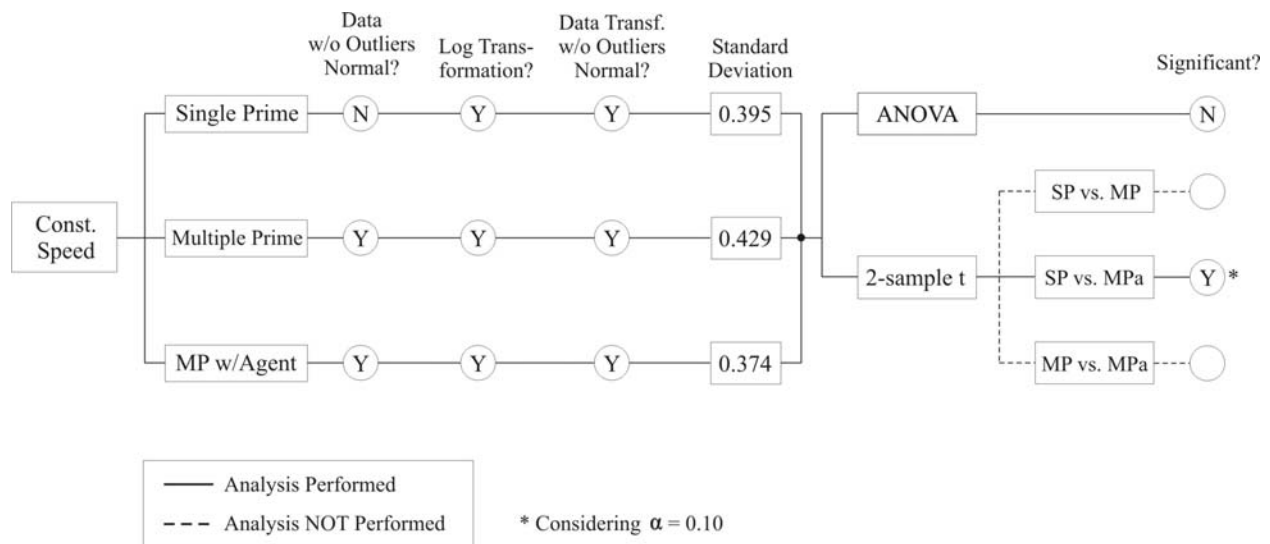 Data
w/o Outliers
Normal?
Log Trans-
formation?
Data Transf.
w/o Outliers
Normal?
Standard
Deviation
Significant?
Single Prime
N
Y
Y
0.395
ANOVA
N
SP vs. MP
Const.
Speed
Multiple Prime
Y
Y
Y
0.429
2-sample t
SP vs. MPa
Y *
MP w/Agent
Y
Y
Y
0.374
MP vs. MPa
Analysis Performed
Analysis NOT Performed
* Considering α = 0.10